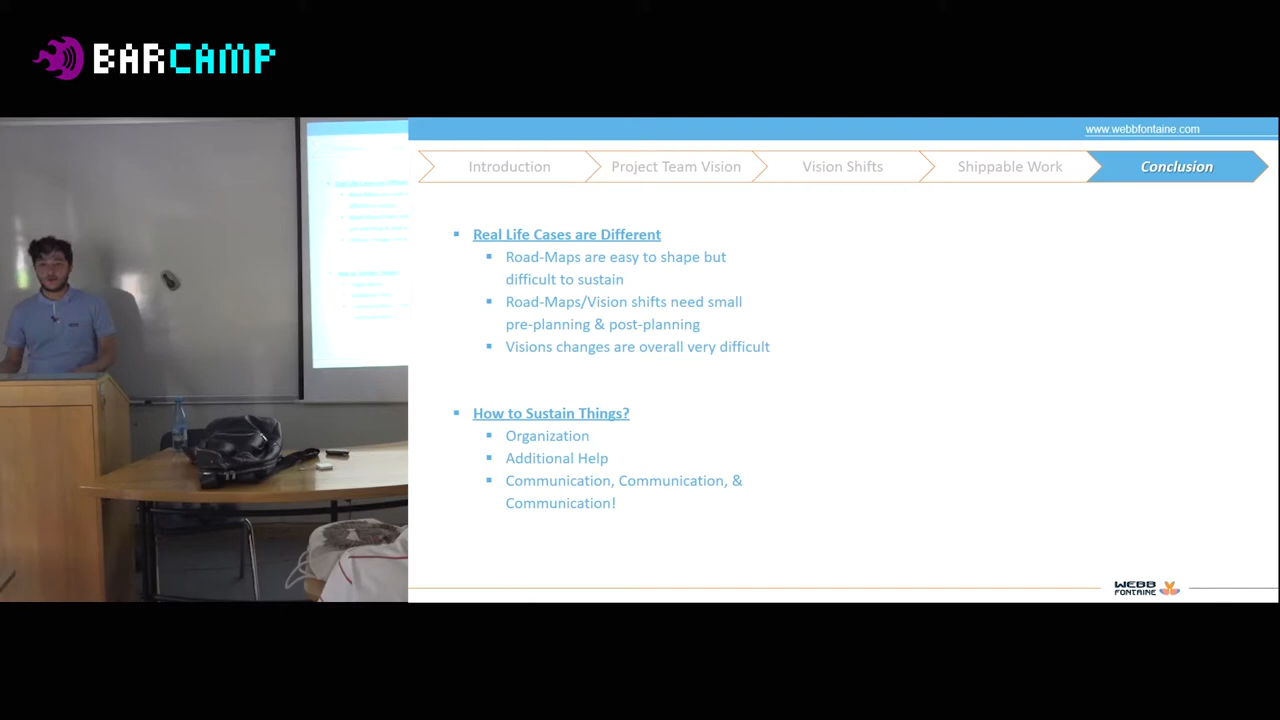 BARCAMP
www.webbfontaine.com
Introduction
Project Team Vision
Vision Shifts
Shippable Work
Conclusion
Real Life Cases are Different
Road-Maps are easy to shape but
difficult to sustain
Road-Maps/Vision shifts need small
pre-planning & post-planning
Visions changes are overall very difficult
How to Sustain Things?
Organization
Additional Help
Communication, Communication, &
Communication!
WEBB
FONTAINE